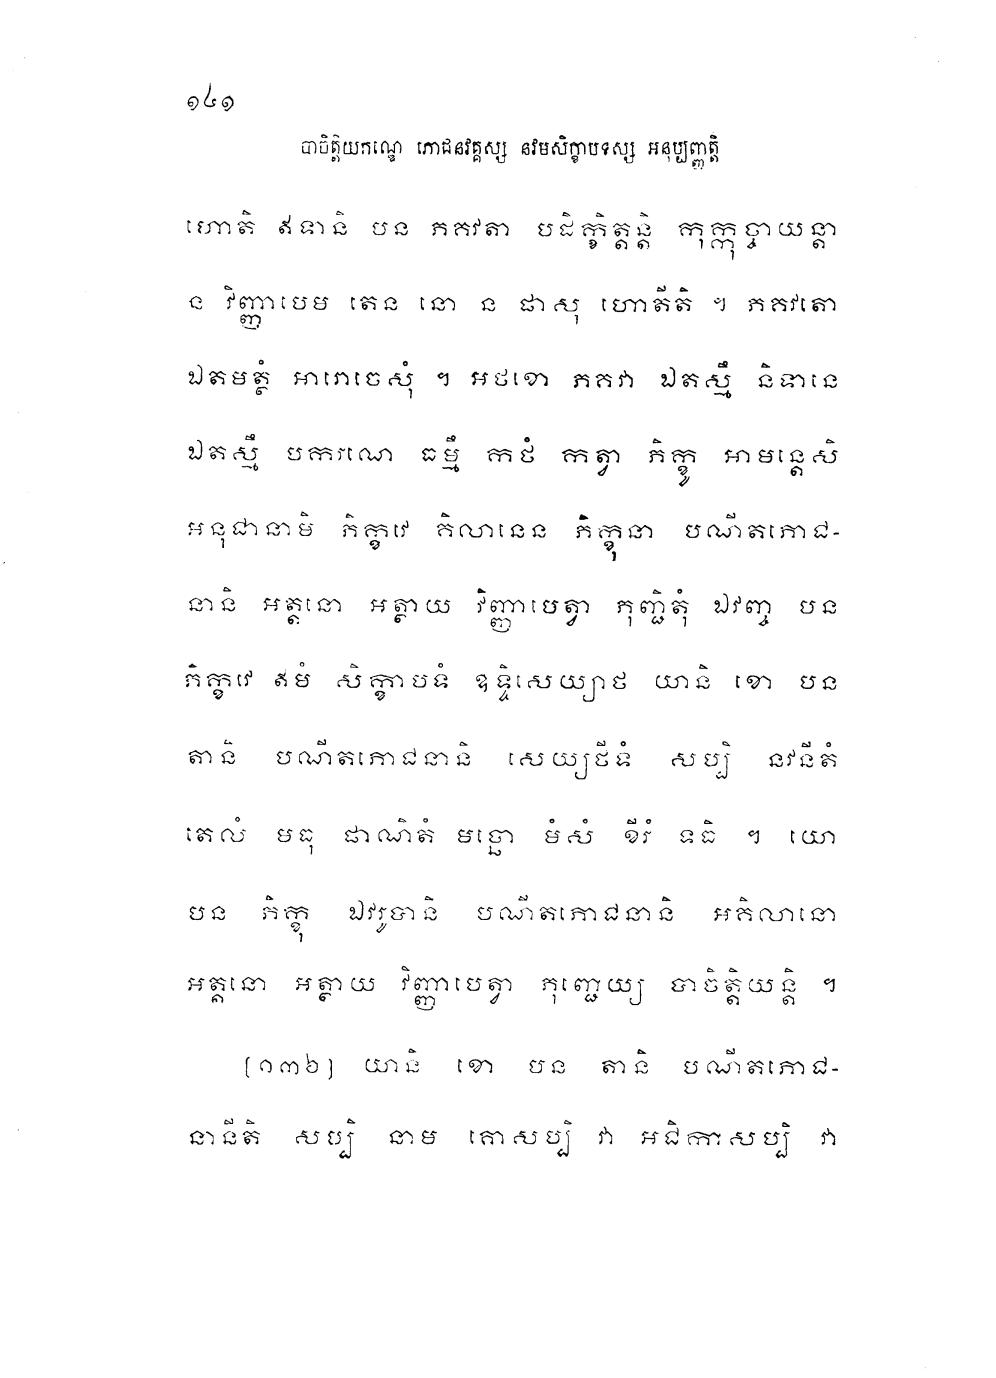 ១៤១
បាចិត្តិយកណ្ឌេ ភោជនវគ្គស្ស នវមសិក្ខាបទស្ស អនុប្បញ្ញត្តិ
ហោតិ ឥទានិ បន ភគវតា បដិក្ខិត្តន្តិ កុក្កុច្ចាយន្តា
ន វិញ្ញាបេម តេន នោ ន ផាសុ ហោតីតិ ។ ភគវតោ
ឯតមត្ថំ អារោចេសុំ ។ អថខោ ភគវា ឯតស្មឹ និទានេ
ឯតស្មឹ បករណេ ធម្មឹ កថំ កត្វា ភិក្ខូ អាមន្តេសិ
អនុជានាមិ ភិក្ខវេ គិលានេន ភិក្ខុនា បណីតភោជ-
នានិ អត្តនោ អត្ថាយ វិញ្ញាបេត្វា ភុញ្ជិតុំ ឯវញ្ច បន
ភិក្ខវេ ឥមំ សិក្ខាបទំ ឧទ្ទិសេយ្យាថ យានិ ខោ បន
តានិ បណីតភោជនានិ សេយ្យថីទំ សប្បិ នវនីតំ
តេលំ មធុ ផាណិតំ មច្ឆោ មំសំ ខីរំ ទធិ ។ យោ
បន ភិក្ខុ ឯវរូបានិ បណីតភោជនានិ អគិលានោ
អត្តនោ អត្ថាយ វិញ្ញាបេត្វា ភុញ្ជេយ្យ បាចិត្តិយន្តិ ។
[១៣៦] យានិ ខោ បន តានិ បណីតភោជ-
នានីតិ សប្បិ នាម គោសប្បិ វា អជិកាសប្បិ វា